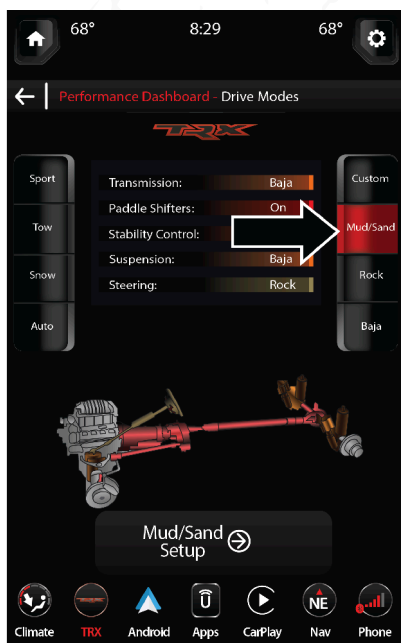 68°
8:29
68°
Performance Dashboard - Drive Modes
TRX
Sport
Tow
Snow
Auto
Transmission: Baja
Paddle Shifters: On
Stability Control:
Suspension: Baja
Steering: Rock
Custom
Mud/Sand
Rock
Baja
Mud/Sand
Setup
NE
Climate TRX Android Apps CarPlay Nav Phone